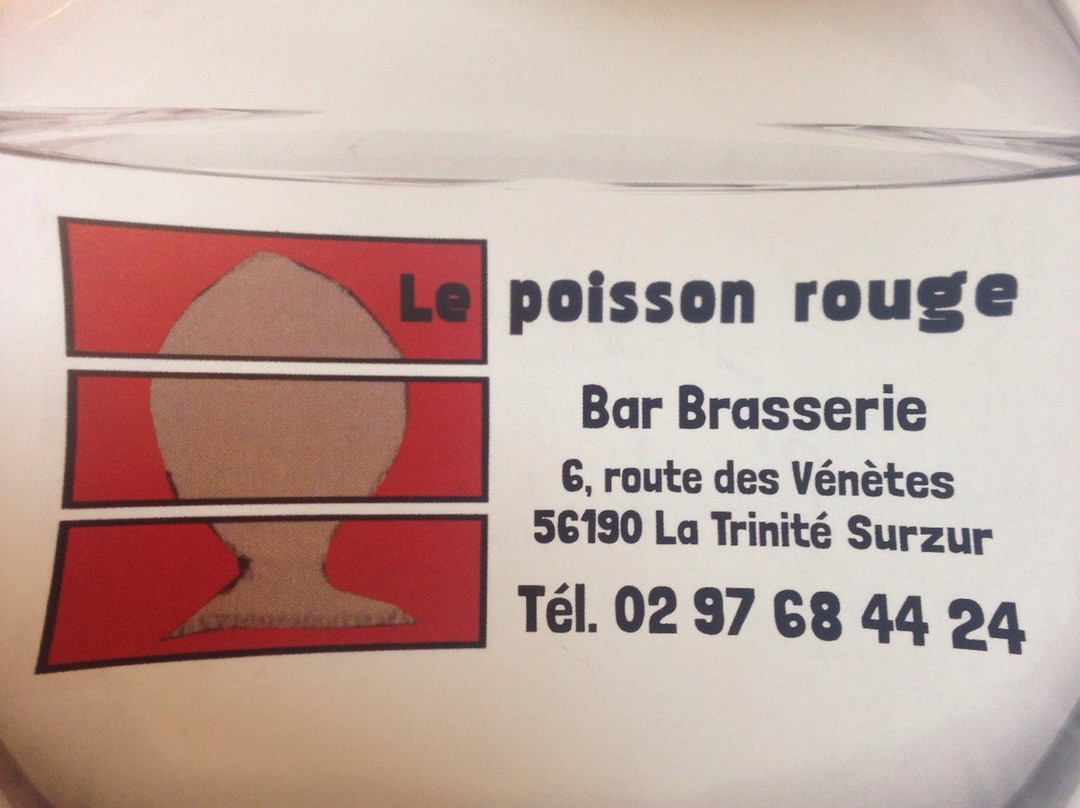 Le poisson rouge
Bar Brasserie
6, route des Vénètes
56190 La Trinité Surzur
Tél. 02 97 68 44 24